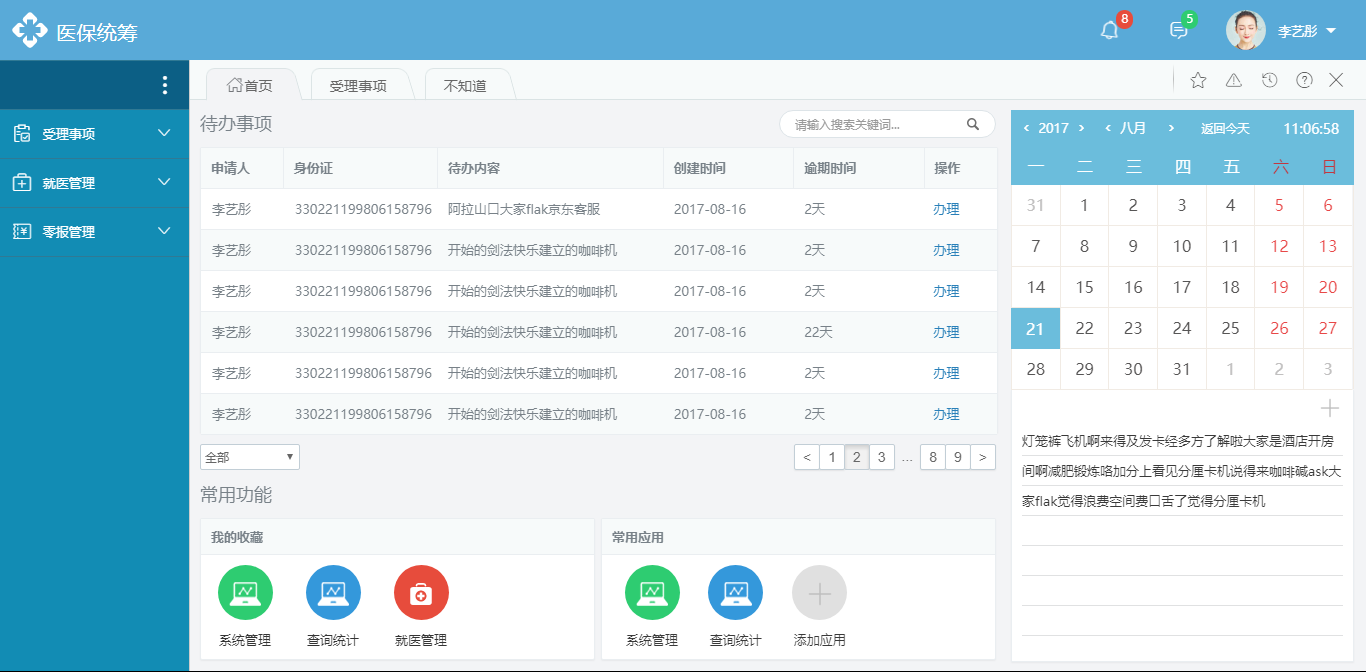 医保统筹
8
5
李艺彤
首页
受理事项
不知道
受理事项
就医管理
零报管理
待办事项
请输入搜索关键词...
申请人 身份证 待办内容 创建时间 逾期时间 操作
李艺彤 330221199806158796 阿拉山口大家flak京东客服 2017-08-16 2天 办理
李艺彤 330221199806158796 开始的剑法快乐建立的咖啡机 2017-08-16 2天 办理
李艺彤 330221199806158796 开始的剑法快乐建立的咖啡机 2017-08-16 2天 办理
李艺彤 330221199806158796 开始的剑法快乐建立的咖啡机 2017-08-16 22天 办理
李艺彤 330221199806158796 开始的剑法快乐建立的咖啡机 2017-08-16 2天 办理
李艺彤 330221199806158796 开始的剑法快乐建立的咖啡机 2017-08-16 2天 办理
全部
< 1 2 3 ... 8 9 >
常用功能
我的收藏
系统管理 查询统计 就医管理
常用应用
系统管理 查询统计 添加应用
‹ 2017 › ‹ 八月 › 返回今天 11:06:58
一 二 三 四 五 六 日
31 1 2 3 4 5 6
7 8 9 10 11 12 13
14 15 16 17 18 19 20
21 22 23 24 25 26 27
28 29 30 31 1 2 3
灯笼裤飞机啊来得及发卡经多方了解啦大家是酒店开房
间啊减肥锻炼咯加分上看见分厘卡机说得来咖啡碱ask大
家flak觉得浪费空间费口舌了觉得分厘卡机